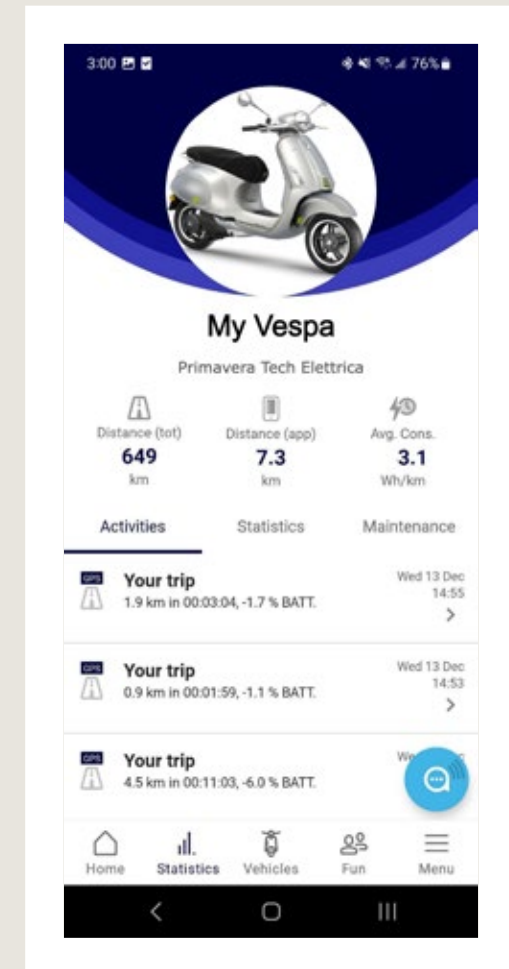 3:00
76%
My Vespa
Primavera Tech Elettrica
Distance (tot)
649
km
Distance (app)
7.3
km
Avg. Cons.
3.1
Wh/km
Activities Statistics Maintenance
GPS
Your trip
1.9 km in 00:03:04, -1.7 % BATT.
Wed 13 Dec
14:55
GPS
Your trip
0.9 km in 00:01:59, -1.1 % BATT.
Wed 13 Dec
14:53
GPS
Your trip
4.5 km in 00:11:03, -6.0 % BATT.
Home Statistics Vehicles Fun Menu